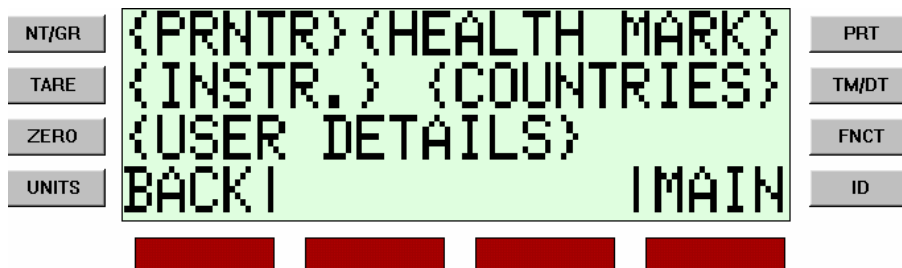 NT/GR {PRNTR}{HEALTH MARK} PRT
TARE {INSTR.} {COUNTRIES} TM/DT
ZERO {USER DETAILS} FNCT
UNITS BACK| |MAIN ID